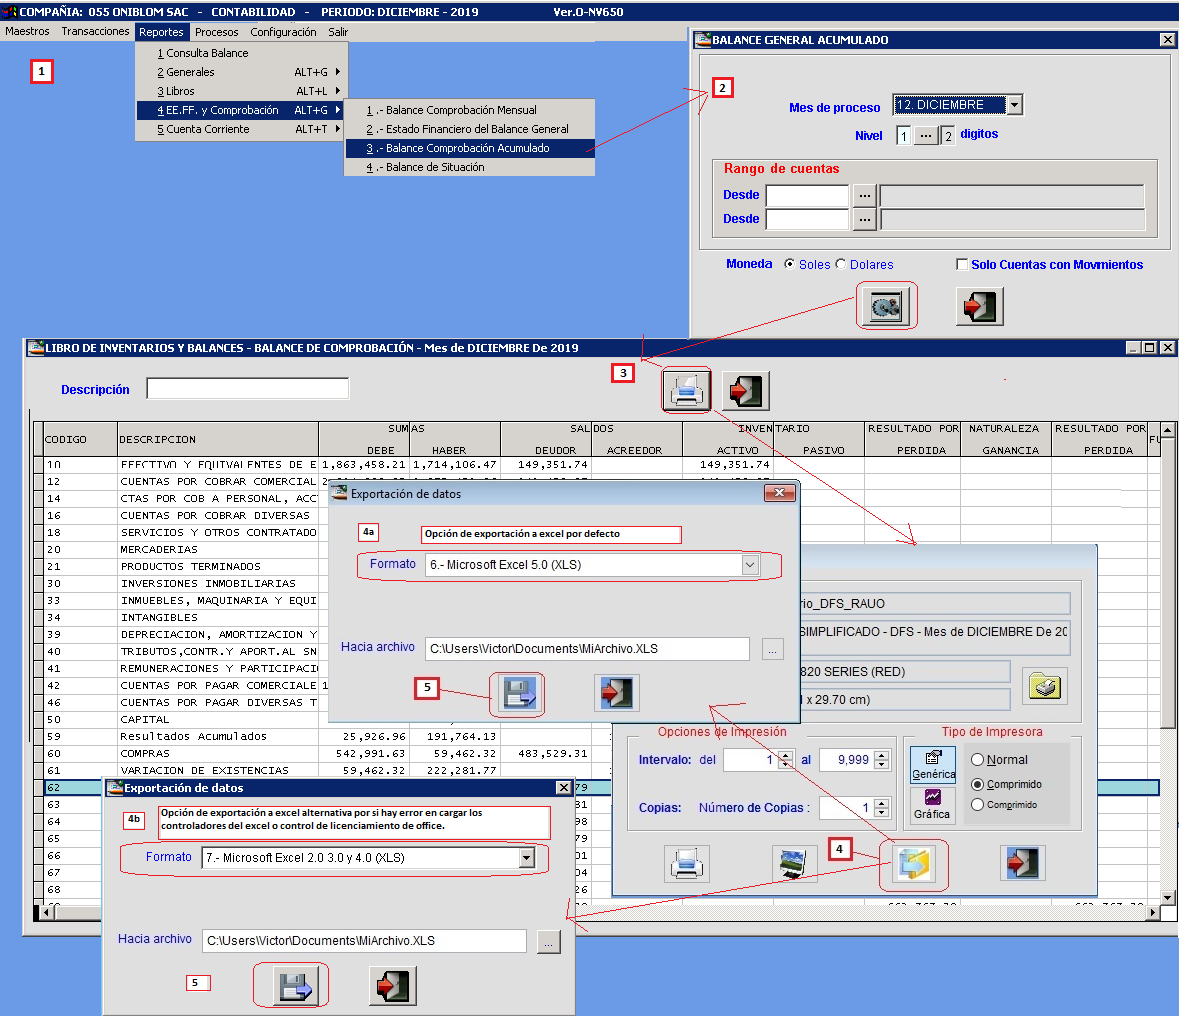 COMPAÑIA: 055 ONIBLOM SAC - CONTABILIDAD - PERIODO: DICIEMBRE - 2019 Ver.O-NV650
Maestros Transacciones Reportes Procesos Configuración Salir
1 Consulta Balance
2 Generales ALT+G
3 Libros ALT+L
4 EE.FF. y Comprobación ALT+G
5 Cuenta Corriente ALT+T
1 .- Balance Comprobación Mensual
2 .- Estado Financiero del Balance General
3 .- Balance Comprobación Acumulado
4 .- Balance de Situación
1
2
BALANCE GENERAL ACUMULADO
Mes de proceso 12. DICIEMBRE
Nivel 1 ... 2 digitos
Rango de cuentas
Desde ...
Desde ...
Moneda Soles Dolares Solo Cuentas con Movmientos
LIBRO DE INVENTARIOS Y BALANCES - BALANCE DE COMPROBACIÓN - Mes de DICIEMBRE De 2019
3
Descripción
SUMAS SALDOS INVENTARIO RESULTADO POR NATURALEZA RESULTADO POR
CODIGO DESCRIPCION DEBE HABER DEUDOR ACREEDOR ACTIVO PASIVO PERDIDA GANANCIA PERDIDA FU
10 EFECTIVO Y EQUIVALENTES DE E 1,863,458.21 1,714,106.47 149,351.74 149,351.74
12 CUENTAS POR COBRAR COMERCIAL
14 CTAS POR COB A PERSONAL, ACC
16 CUENTAS POR COBRAR DIVERSAS
18 SERVICIOS Y OTROS CONTRATADO
20 MERCADERIAS
21 PRODUCTOS TERMINADOS
30 INVERSIONES INMOBILIARIAS
33 INMUEBLES, MAQUINARIA Y EQUI
34 INTANGIBLES
39 DEPRECIACION, AMORTIZACION Y
40 TRIBUTOS,CONTR.Y APORT.AL SN
41 REMUNERACIONES Y PARTICIPACI
42 CUENTAS POR PAGAR COMERCIALE 1
46 CUENTAS POR PAGAR DIVERSAS T
50 CAPITAL
59 Resultados Acumulados 25,926.96 191,764.13
60 COMPRAS 542,991.63 59,462.32 483,529.31
61 VARIACION DE EXISTENCIAS 59,462.32 222,281.77
62 79
63 31
64 98
65 79
66 01
67 04
68 26
Exportación de datos
4a
Opción de exportación a excel por defecto
Formato 6.- Microsoft Excel 5.0 (XLS)
Hacia archivo C:\Users\Victor\Documents\MiArchivo.XLS ...
5
rio_DFS_RAUO
SIMPLIFICADO - DFS - Mes de DICIEMBRE De 20
820 SERIES (RED)
x 29.70 cm)
Opciones de Impresión
Intervalo: del 1 al 9,999
Copias: Número de Copias : 1
Tipo de Impresora
Genérica
Gráfica
Normal
Comprimido
Comprimido
4
Exportación de datos
4b
Opción de exportación a excel alternativa por si hay error en cargar los
controladores del excel o control de licenciamiento de office.
Formato 7.- Microsoft Excel 2.0 3.0 y 4.0 (XLS)
Hacia archivo C:\Users\Victor\Documents\MiArchivo.XLS ...
5